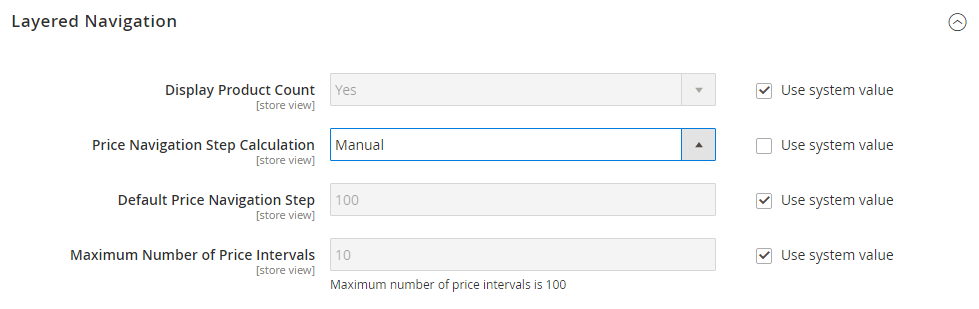 Layered Navigation
Display Product Count Yes Use system value
[store view]
Price Navigation Step Calculation Manual Use system value
[store view]
Default Price Navigation Step 100 Use system value
[store view]
Maximum Number of Price Intervals 10 Use system value
[store view]
Maximum number of price intervals is 100